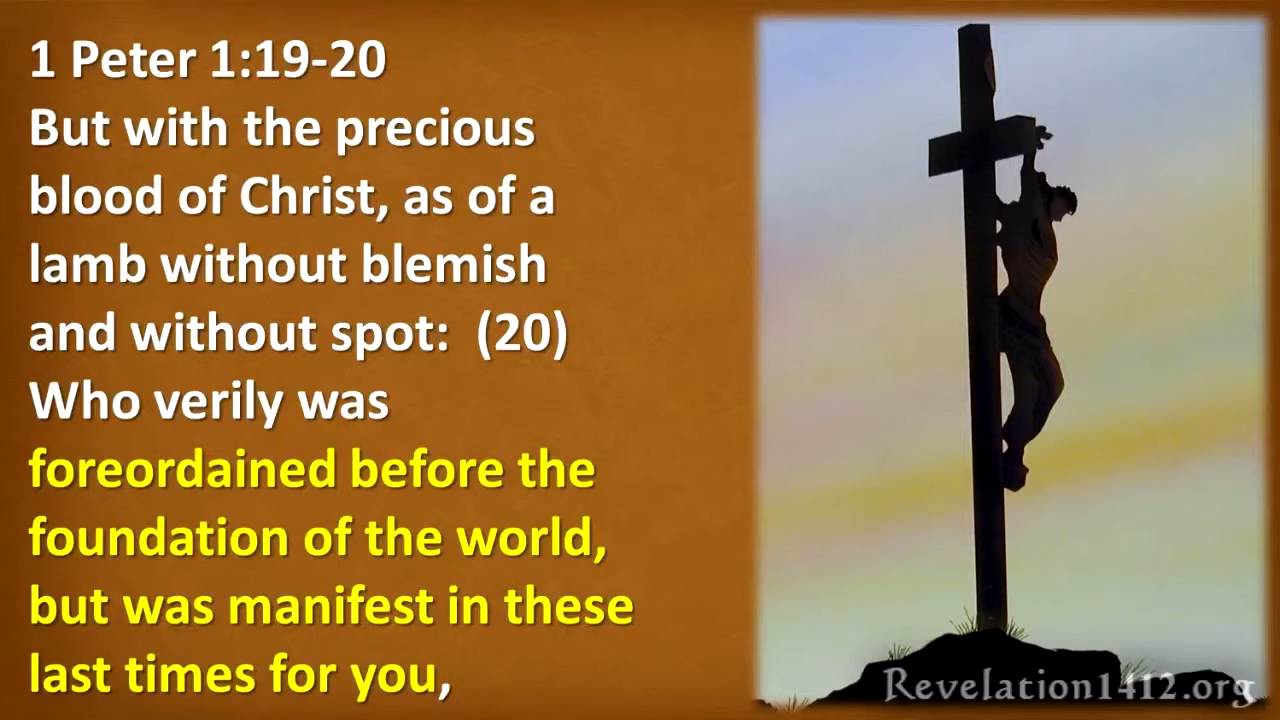 1 Peter 1:19-20
But with the precious
blood of Christ, as of a
lamb without blemish
and without spot:  (20)
Who verily was
foreordained before the
foundation of the world,
but was manifest in these
last times for you,
Revelation1412.org